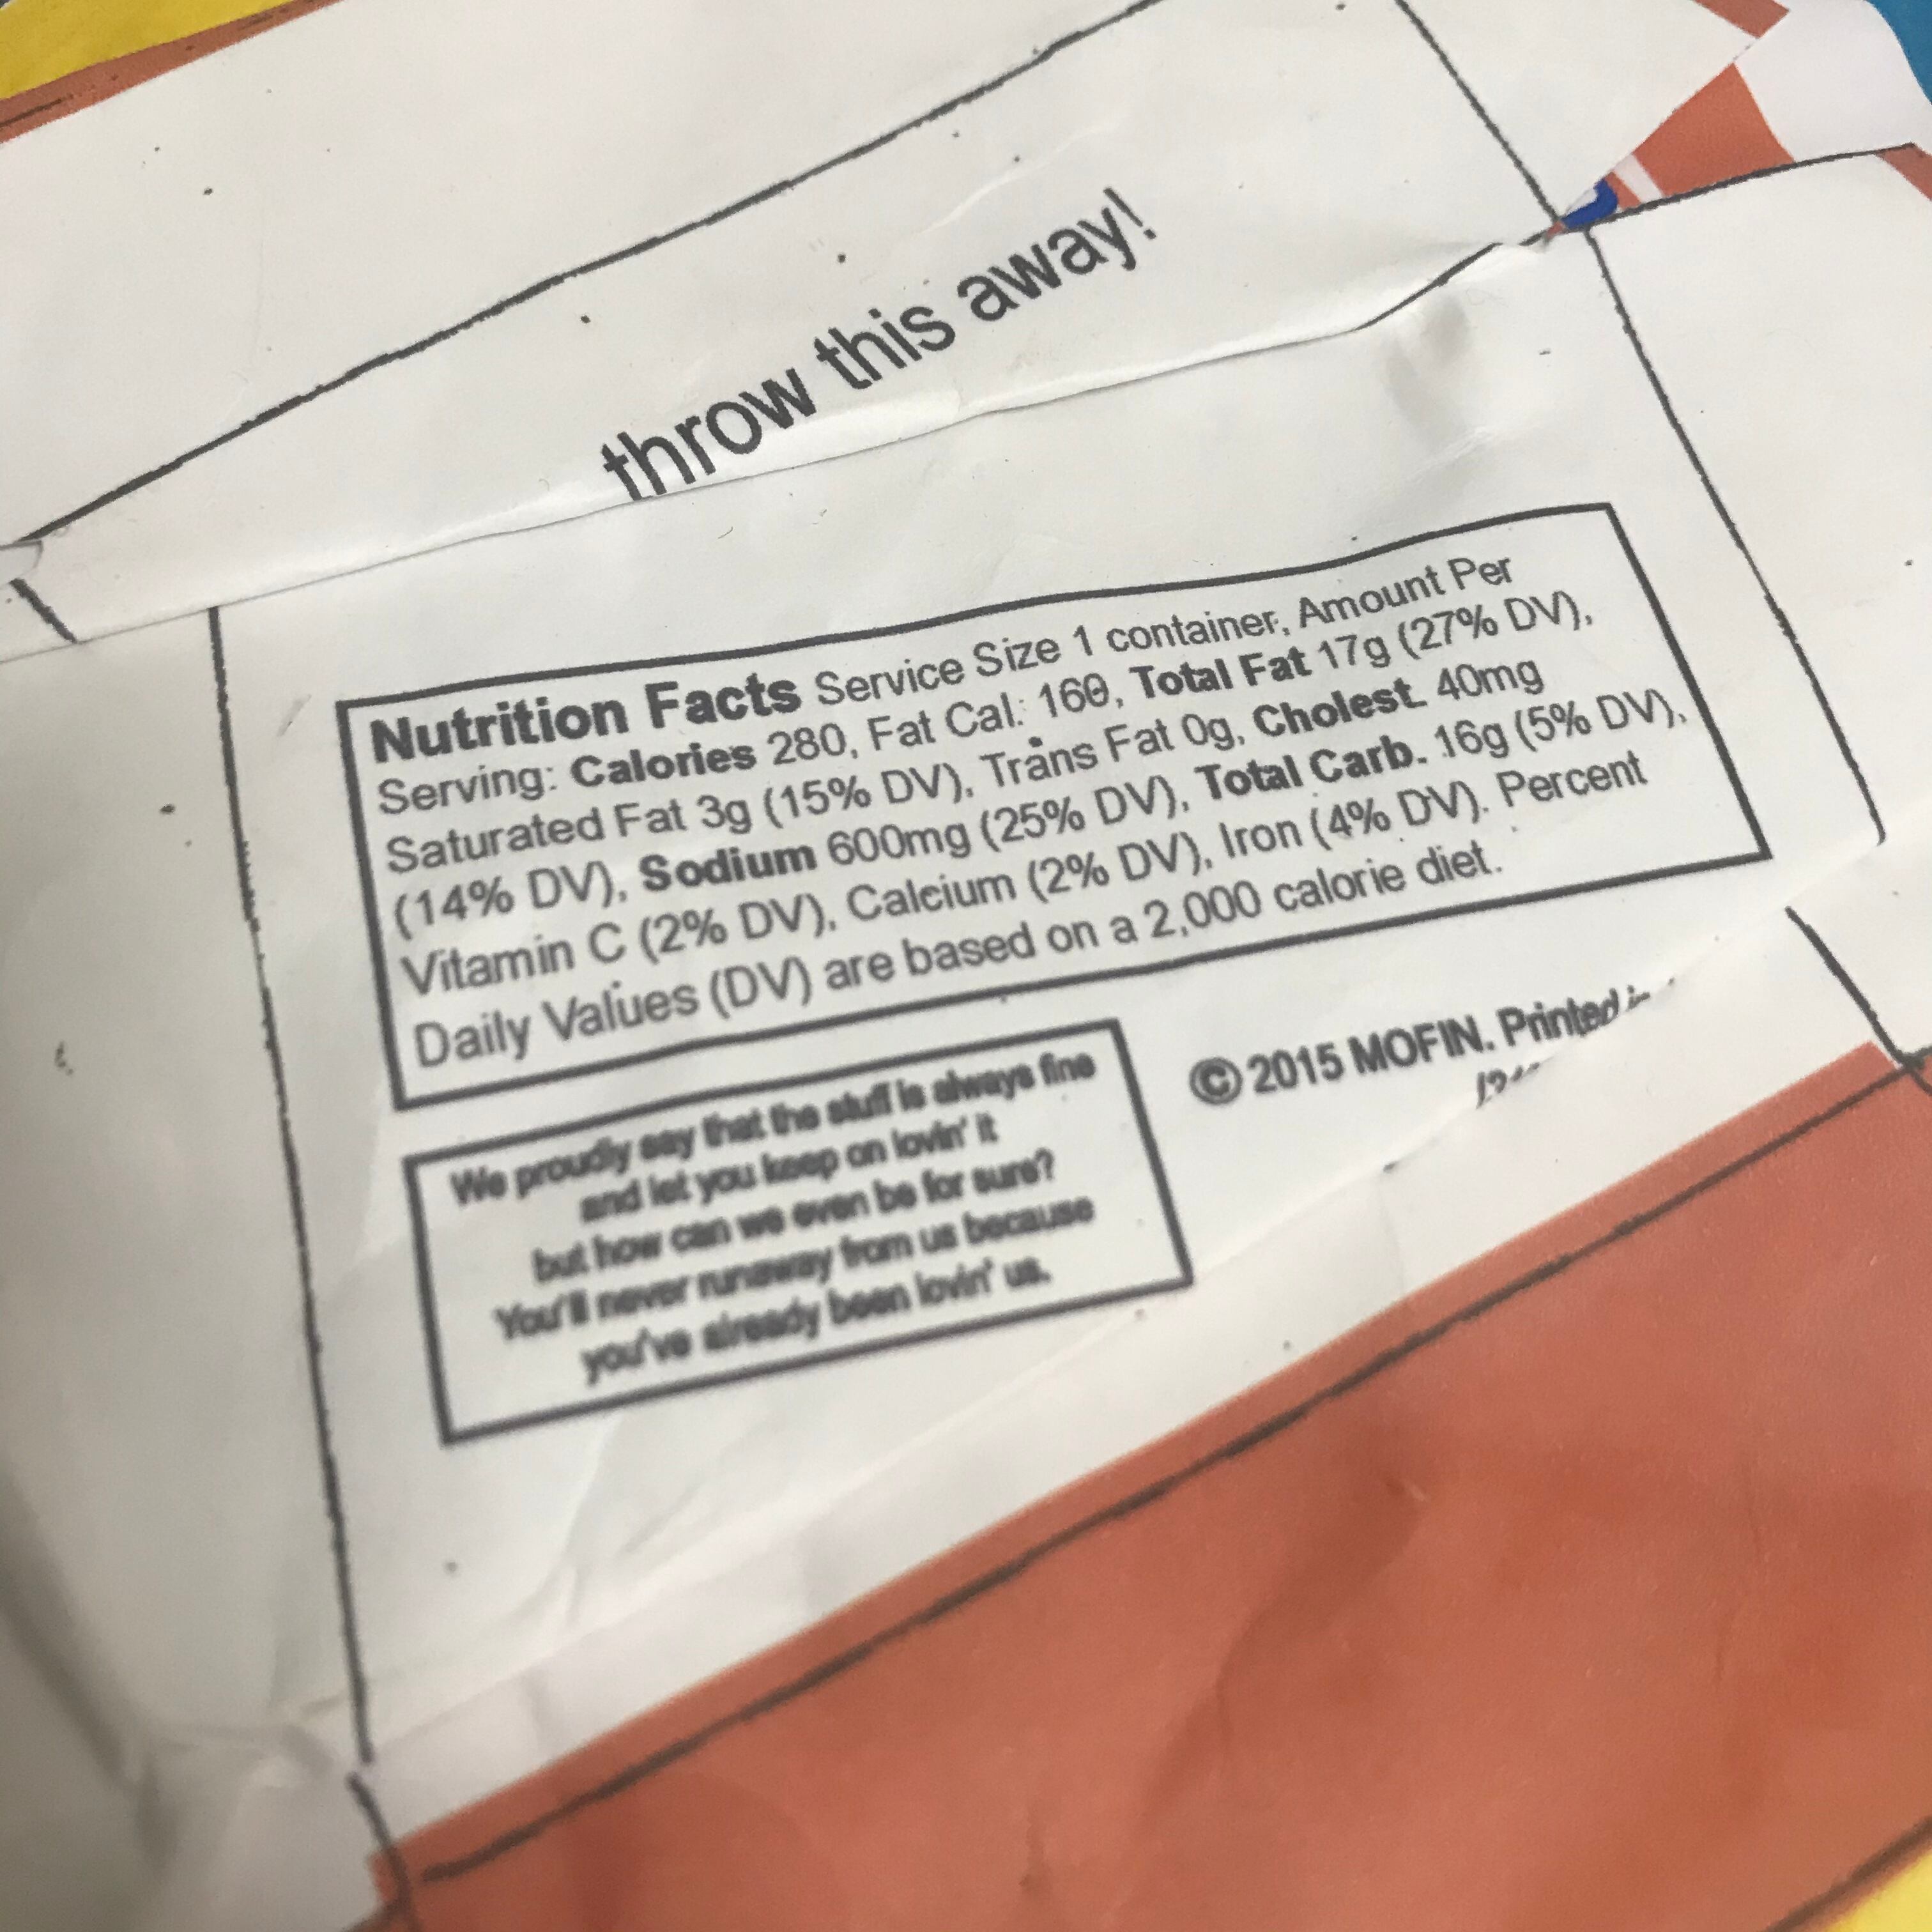 throw this away!
Nutrition Facts Service Size 1 container, Amount Per
Serving: Calories 280, Fat Cal.: 160, Total Fat 17g (27% DV),
Saturated Fat 3g (15% DV), Trans Fat 0g, Cholest. 40mg
(14% DV), Sodium 600mg (25% DV), Total Carb. 16g (5% DV),
Vitamin C (2% DV), Calcium (2% DV), Iron (4% DV). Percent
Daily Values (DV) are based on a 2,000 calorie diet.
© 2015 MOFIN. Printed in
We proudly say that the stuff is always fine
and let you keep on lovin' it
but how can we even be for sure?
You'll never runaway from us because
you've already been lovin' us.